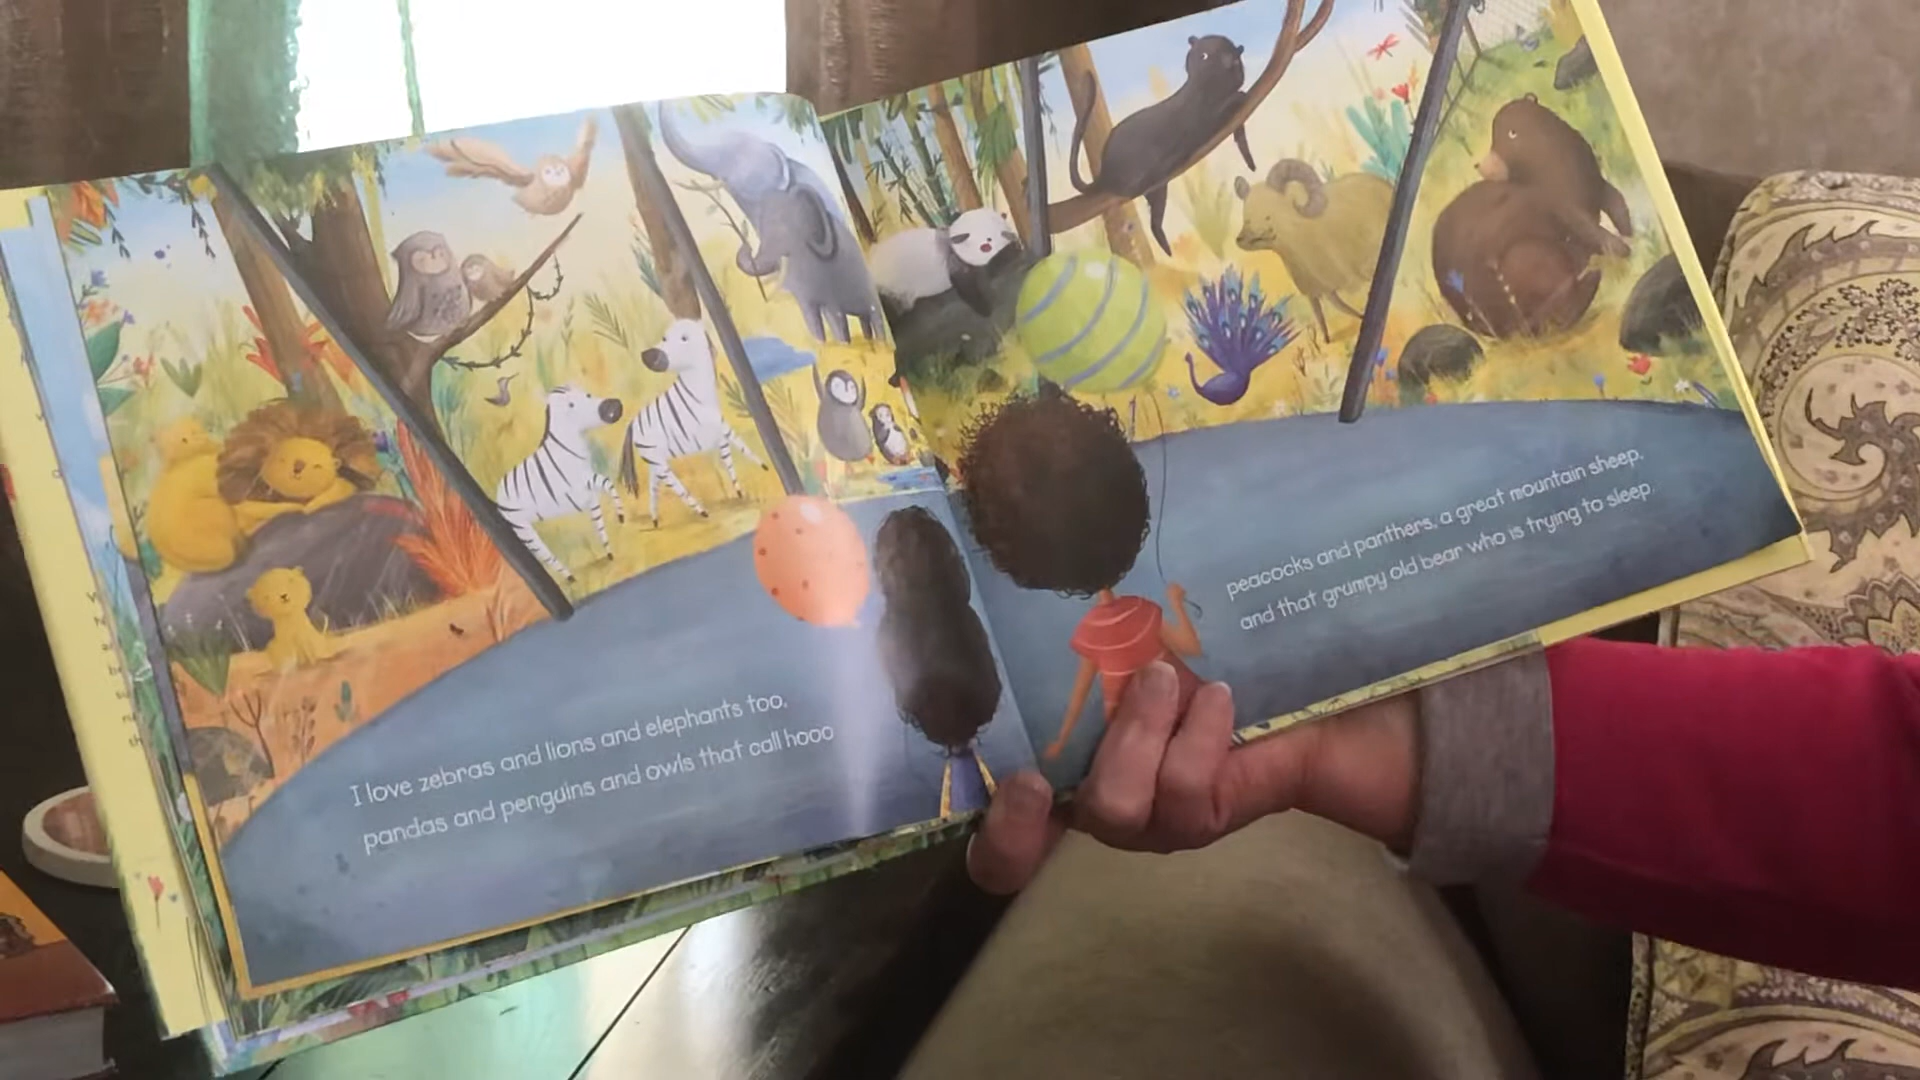 I love zebras and lions and elephants too,
pandas and penguins and owls that call hooo
peacocks and panthers, a great mountain sheep,
and that grumpy old bear who is trying to sleep.